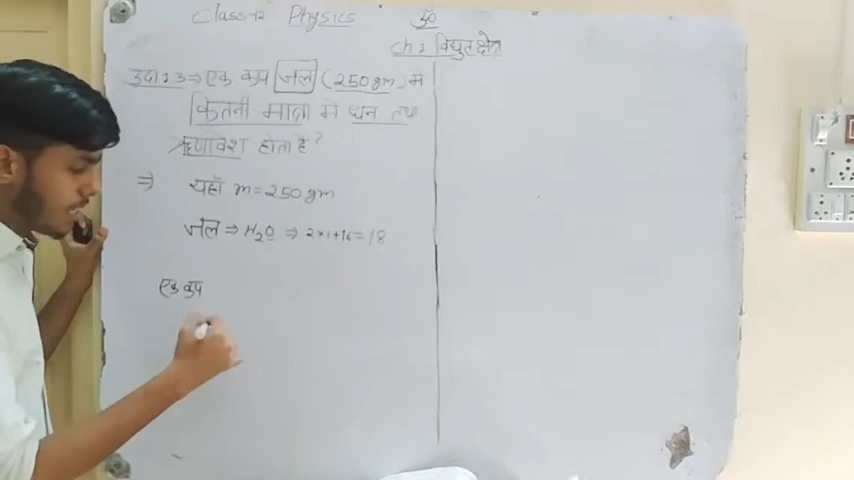 Class-12 Physics
30
ch 1 विद्युत क्षेत्र
उदा: 3 ⇒ एक कप जल (250 gm) में
कितनी मात्रा में धन तथा
ऋणावेश होता है?
⇒ यहाँ m = 250 gm
जल ⇒ H₂O ⇒ 2×1+16 = 18
एक कप